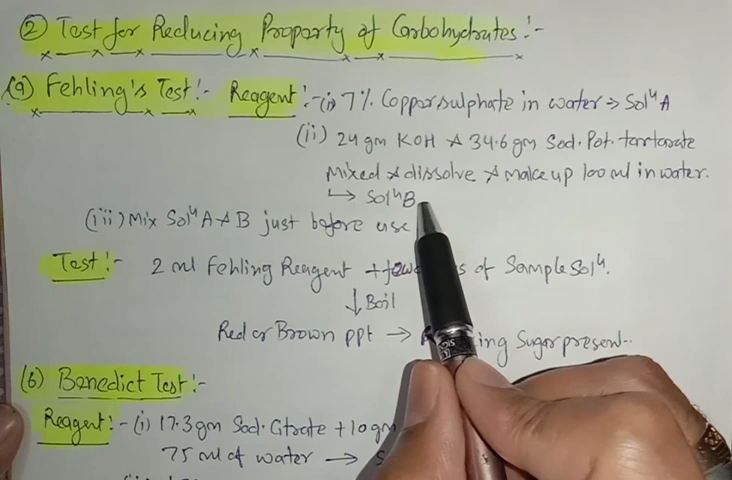 ② Test for Reducing Property of Carbohydrates:-
(a) Fehling's Test:- Reagent:-(i) 7% Coppar sulphate in water → Solⁿ A
(ii) 24 gm KOH & 34.6 gm Sod. Pot. tartarate
Mixed & dissolve & Make up 100 ml in water.
↳ Solⁿ B
(iii) Mix Solⁿ A & B just before use
Test:- 2 ml Fehling Reagent + few of Sample Solⁿ.
↓ Boil
Red or Brown ppt → Sugar present.
(b) Benedict Test:-
Reagent:- (i) 17.3 gm Sod. Citrate + 10 gm
75 ml of water →